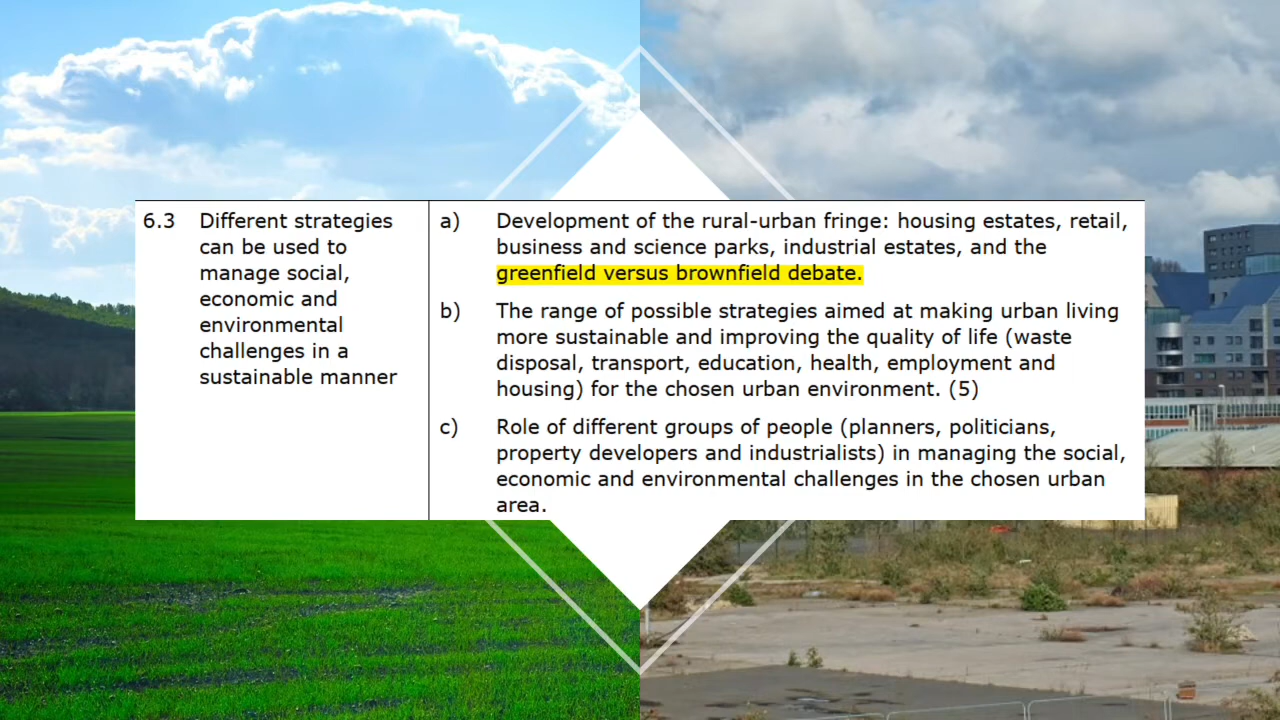 6.3 Different strategies
can be used to
manage social,
economic and
environmental
challenges in a
sustainable manner
a) Development of the rural-urban fringe: housing estates, retail,
business and science parks, industrial estates, and the
greenfield versus brownfield debate.
b) The range of possible strategies aimed at making urban living
more sustainable and improving the quality of life (waste
disposal, transport, education, health, employment and
housing) for the chosen urban environment. (5)
c) Role of different groups of people (planners, politicians,
property developers and industrialists) in managing the social,
economic and environmental challenges in the chosen urban
area.